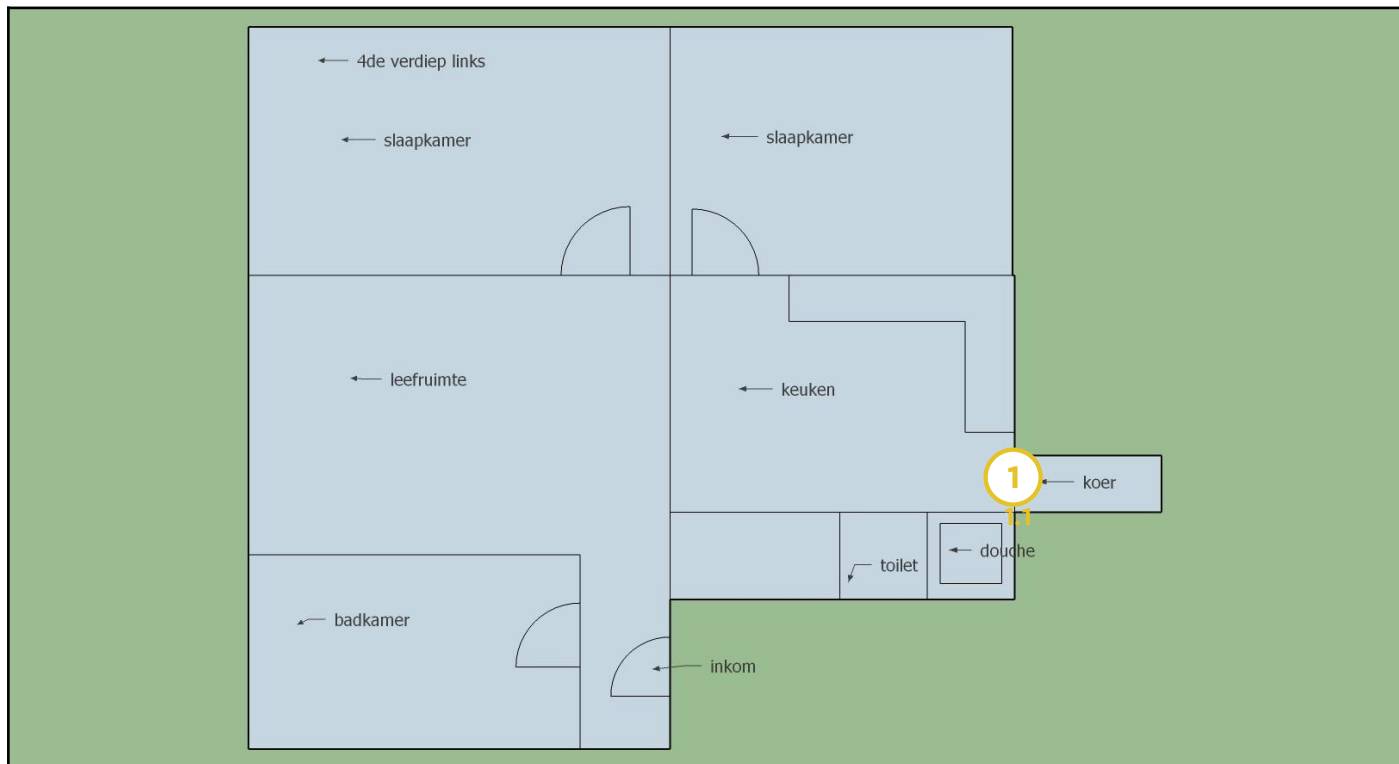 4de verdiep links
slaapkamer
slaapkamer
leefruimte
keuken
1
koer
1.1
douche
toilet
badkamer
inkom